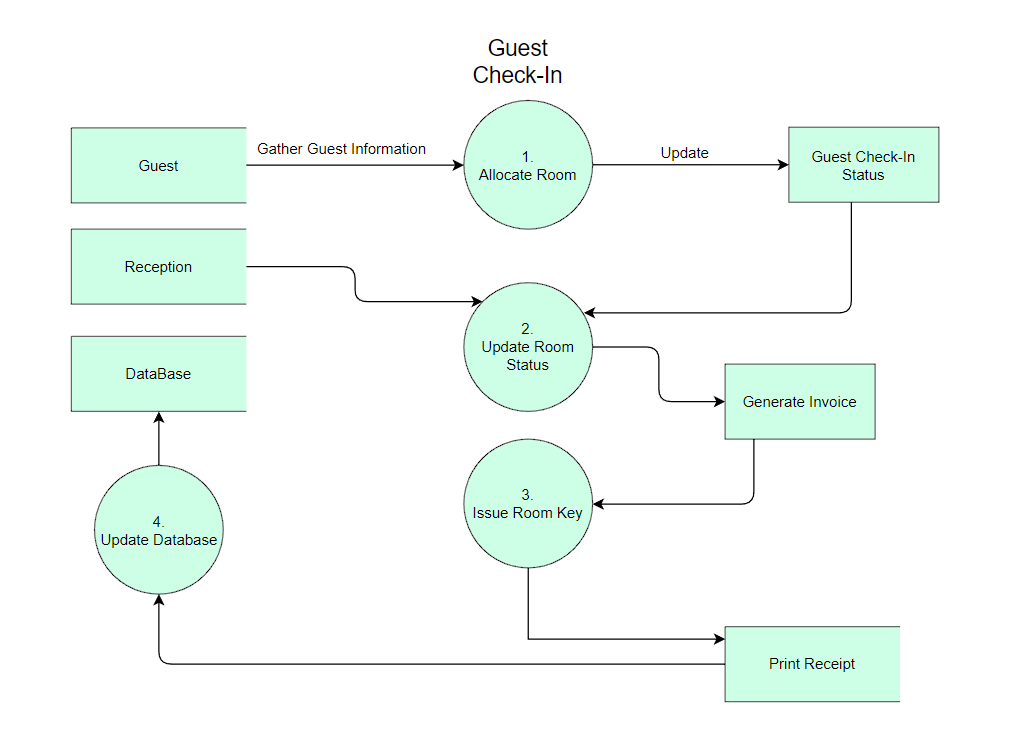 Guest
Check-In
Guest
Gather Guest Information
1.
Allocate Room
Update
Guest Check-In
Status
Reception
2.
Update Room
Status
DataBase
Generate Invoice
3.
Issue Room Key
4.
Update Database
Print Receipt